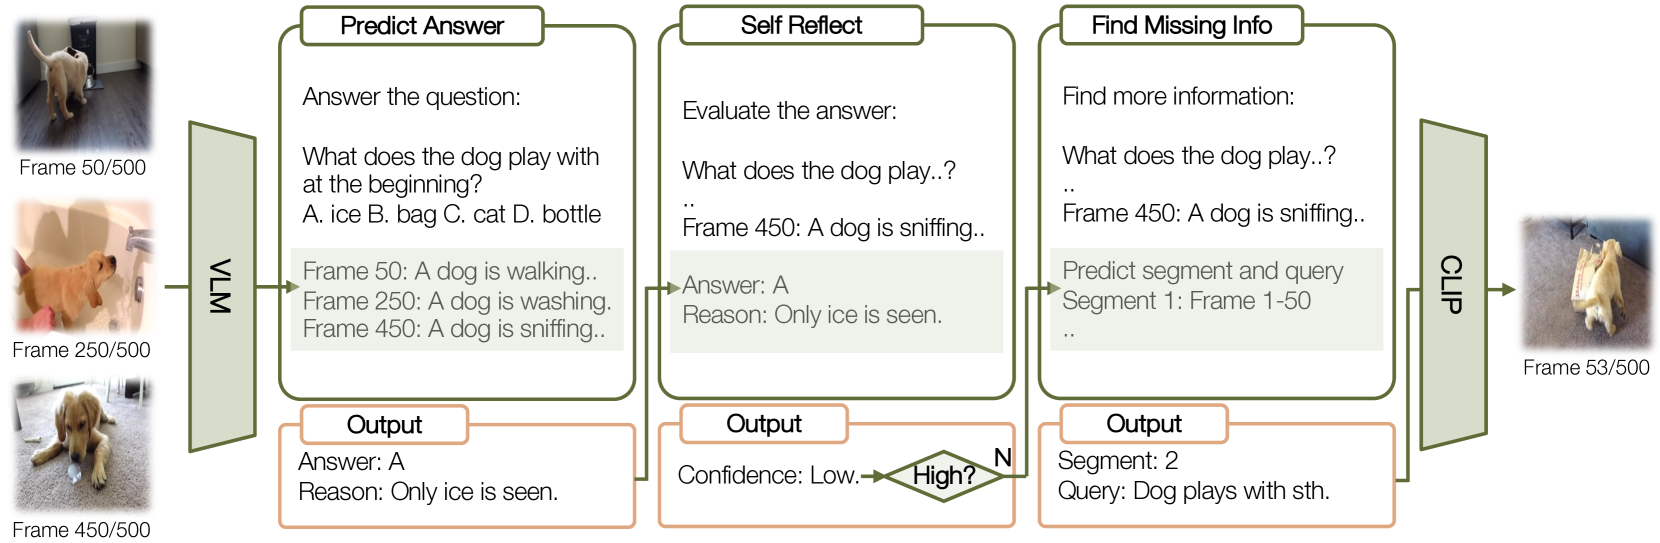 Frame 50/500
Frame 250/500
Frame 450/500
VLM
Predict Answer
Answer the question:
What does the dog play with
at the beginning?
A. ice B. bag C. cat D. bottle
Frame 50: A dog is walking..
Frame 250: A dog is washing.
Frame 450: A dog is sniffing..
Output
Answer: A
Reason: Only ice is seen.
Self Reflect
Evaluate the answer:
What does the dog play..?
..
Frame 450: A dog is sniffing..
Answer: A
Reason: Only ice is seen.
Output
Confidence: Low.
High?
N
Find Missing Info
Find more information:
What does the dog play..?
..
Frame 450: A dog is sniffing..
Predict segment and query
Segment 1: Frame 1-50
..
Output
Segment: 2
Query: Dog plays with sth.
CLIP
Frame 53/500